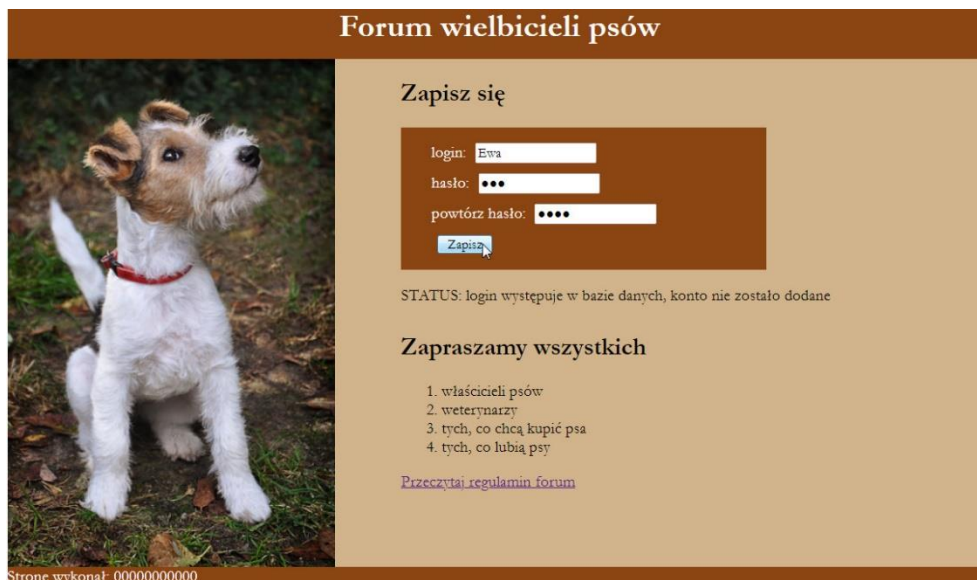 Forum wielbicieli psów
Zapisz się
login: Ewa
hasło: •••
powtórz hasło: ••••
Zapisz
STATUS: login występuje w bazie danych, konto nie zostało dodane
Zapraszamy wszystkich
1. właścicieli psów
2. weterynarzy
3. tych, co chcą kupić psa
4. tych, co lubią psy
Przeczytaj regulamin forum
Stronę wykonał: 00000000000